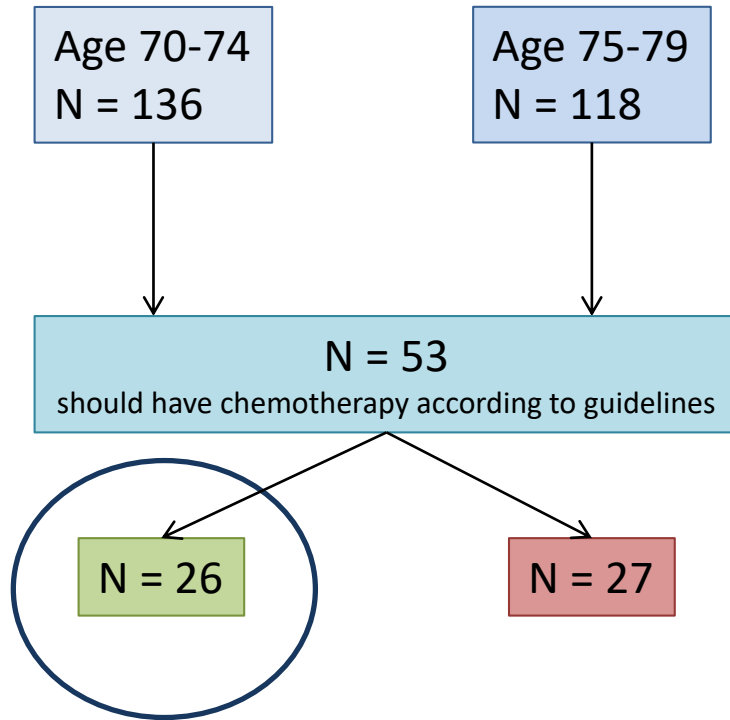 Age 70-74
N = 136
Age 75-79
N = 118
N = 53
should have chemotherapy according to guidelines
N = 26
N = 27